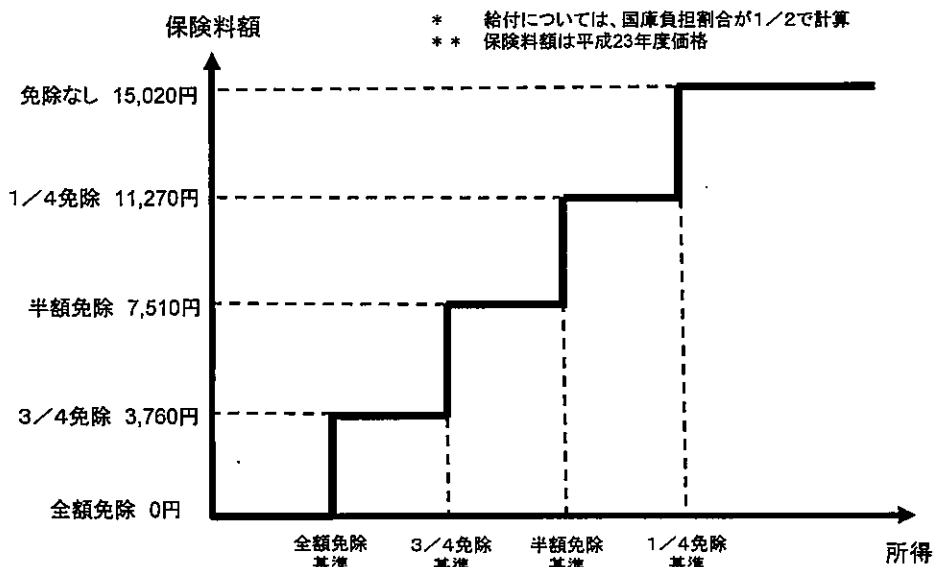 保険料額
* 給付については、国庫負担割合が1/2で計算
** 保険料額は平成23年度価格
免除なし 15,020円
1/4免除 11,270円
半額免除 7,510円
3/4免除 3,760円
全額免除 0円
全額免除 3/4免除 半額免除 1/4免除
基準 基準 基準 基準
所得